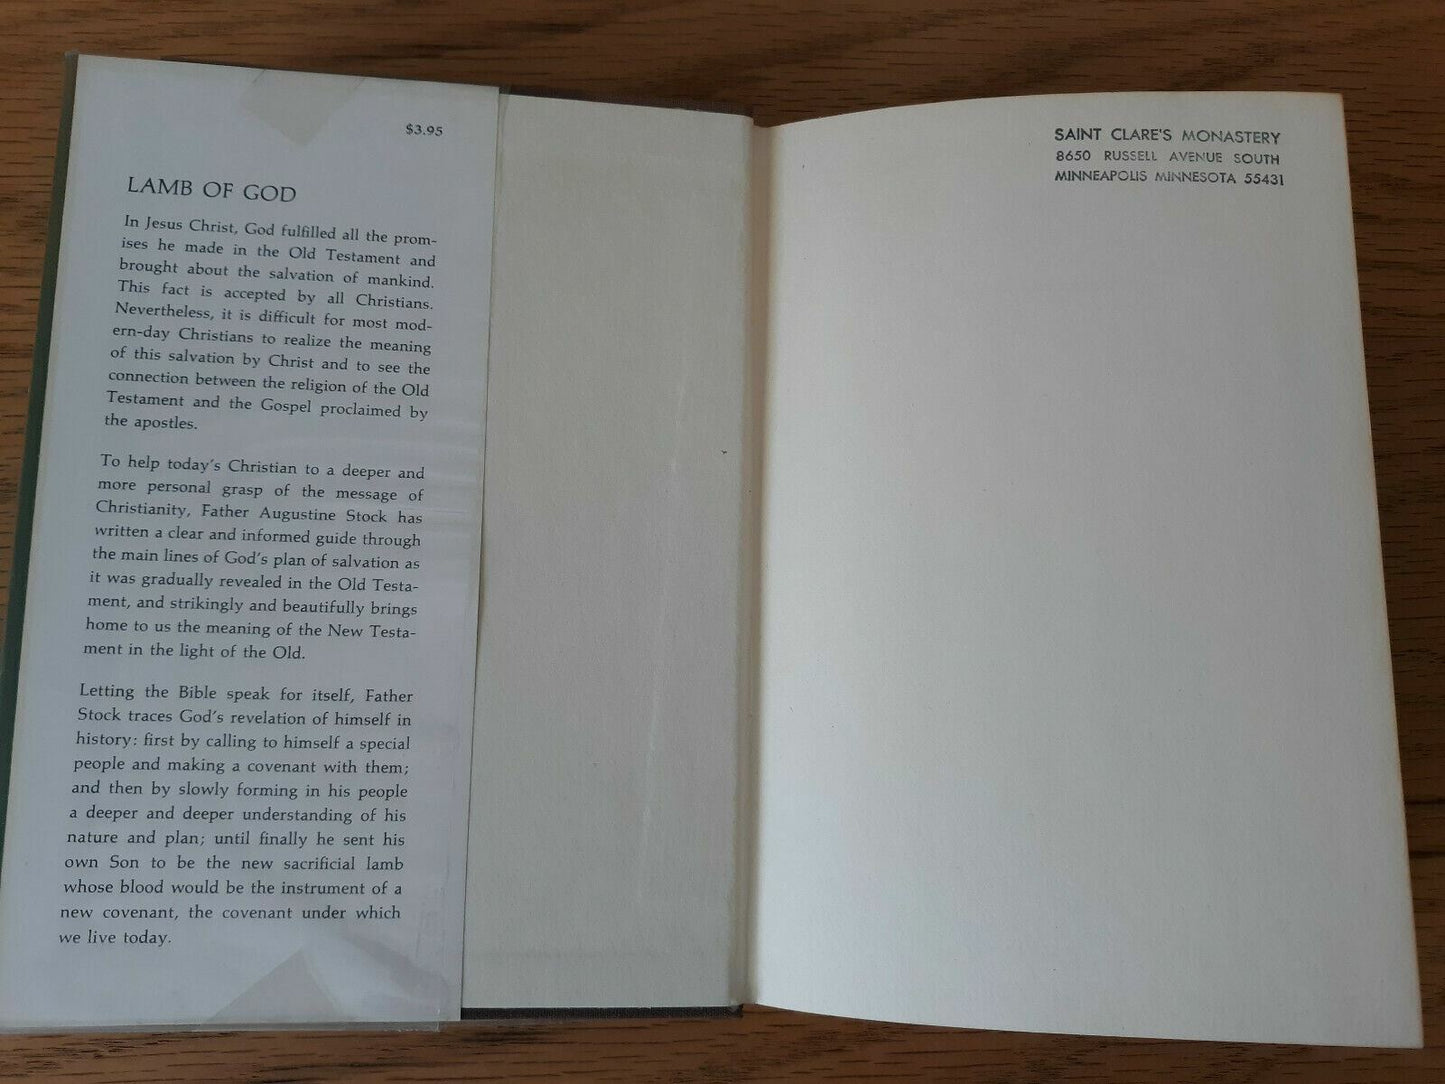 $3.95
LAMB OF GOD
In Jesus Christ, God fulfilled all the prom-
ises he made in the Old Testament and
brought about the salvation of mankind.
This fact is accepted by all Christians.
Nevertheless, it is difficult for most mod-
ern-day Christians to realize the meaning
of this salvation by Christ and to see the
connection between the religion of the Old
Testament and the Gospel proclaimed by
the apostles.
To help today's Christian to a deeper and
more personal grasp of the message of
Christianity, Father Augustine Stock has
written a clear and informed guide through
the main lines of God's plan of salvation as
it was gradually revealed in the Old Testa-
ment, and strikingly and beautifully brings
home to us the meaning of the New Testa-
ment in the light of the Old.
Letting the Bible speak for itself, Father
Stock traces God's revelation of himself in
history: first by calling to himself a special
people and making a covenant with them;
and then by slowly forming in his people
a deeper and deeper understanding of his
nature and plan; until finally he sent his
own Son to be the new sacrificial lamb
whose blood would be the instrument of a
new covenant, the covenant under which
we live today.
SAINT CLARE'S MONASTERY
8650 RUSSELL AVENUE SOUTH
MINNEAPOLIS MINNESOTA 55431